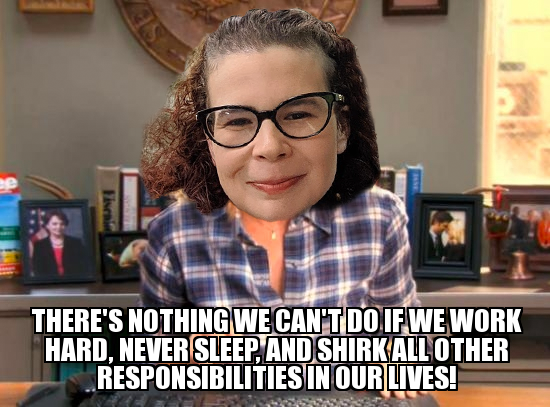 THERE'S NOTHING WE CAN'T DO IF WE WORK
HARD, NEVER SLEEP, AND SHIRK ALL OTHER
RESPONSIBILITIES IN OUR LIVES!